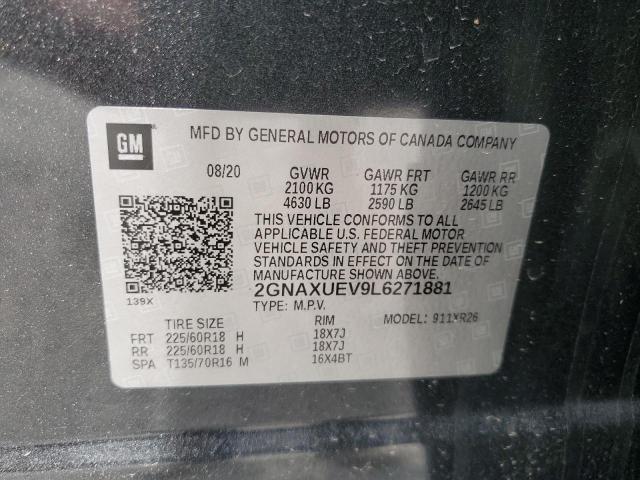 GM
MFD BY GENERAL MOTORS OF CANADA COMPANY
08/20 GVWR GAWR FRT GAWR RR
2100 KG 1175 KG 1200 KG
4630 LB 2590 LB 2645 LB
THIS VEHICLE CONFORMS TO ALL
APPLICABLE U.S. FEDERAL MOTOR
VEHICLE SAFETY AND THEFT PREVENTION
STANDARDS IN EFFECT ON THE DATE OF
MANUFACTURE SHOWN ABOVE.
2GNAXUEV9L6271881
139X
TYPE: M.P.V.
TIRE SIZE RIM MODEL: 911XR26
FRT 225/60R18 H 18X7J
RR 225/60R18 H 18X7J
SPA T135/70R16 M 16X4BT